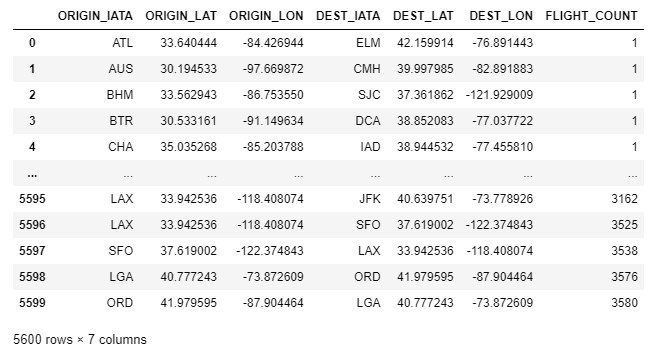 ORIGIN_IATA ORIGIN_LAT ORIGIN_LON DEST_IATA DEST_LAT DEST_LON FLIGHT_COUNT
0 ATL 33.640444 -84.426944 ELM 42.159914 -76.891443 1
1 AUS 30.194533 -97.669872 CMH 39.997985 -82.891883 1
2 BHM 33.562943 -86.753550 SJC 37.361862 -121.929009 1
3 BTR 30.533161 -91.149634 DCA 38.852083 -77.037722 1
4 CHA 35.035268 -85.203788 IAD 38.944532 -77.455810 1
... ... ... ... ... ... ... ...
5595 LAX 33.942536 -118.408074 JFK 40.639751 -73.778926 3162
5596 LAX 33.942536 -118.408074 SFO 37.619002 -122.374843 3525
5597 SFO 37.619002 -122.374843 LAX 33.942536 -118.408074 3538
5598 LGA 40.777243 -73.872609 ORD 41.979595 -87.904464 3576
5599 ORD 41.979595 -87.904464 LGA 40.777243 -73.872609 3580
5600 rows × 7 columns